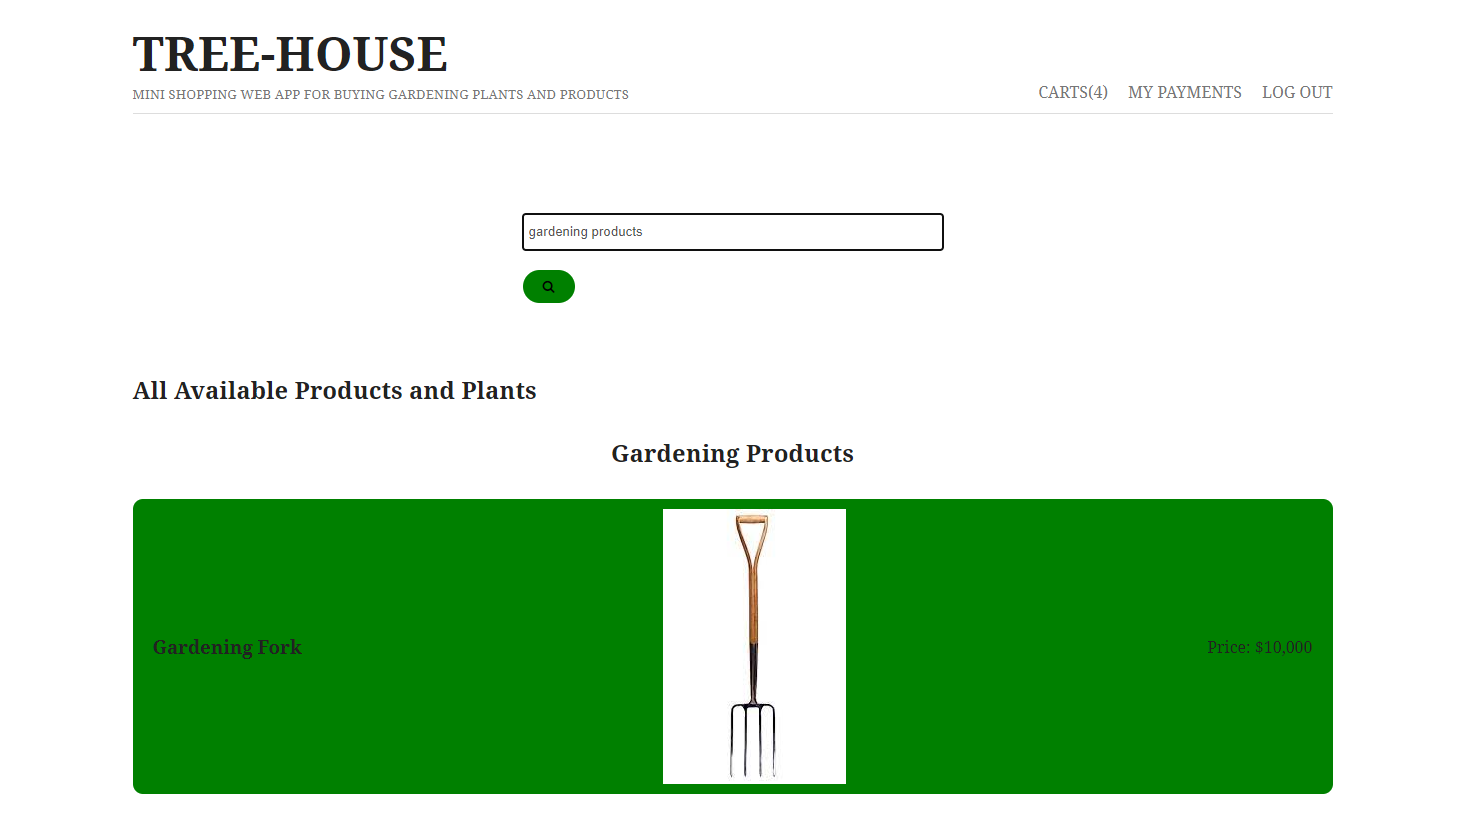 TREE-HOUSE
MINI SHOPPING WEB APP FOR BUYING GARDENING PLANTS AND PRODUCTS
CARTS(4) MY PAYMENTS LOG OUT
gardening products
All Available Products and Plants
Gardening Products
Gardening Fork
Price: $10,000